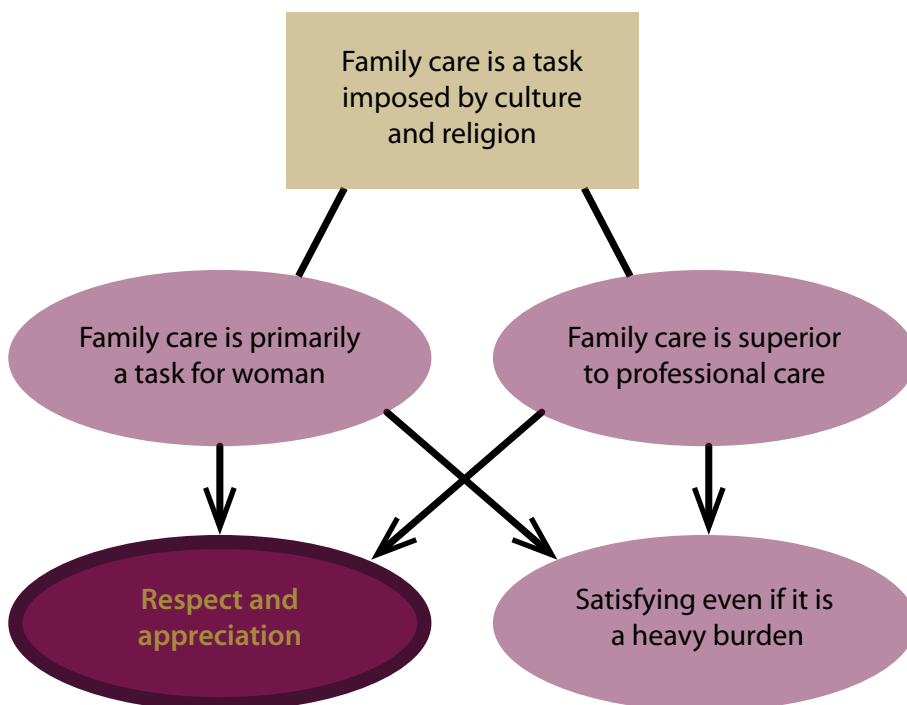 Family care is a task
imposed by culture
and religion
Family care is primarily
a task for woman
Family care is superior
to professional care
Respect and
appreciation
Satisfying even if it is
a heavy burden